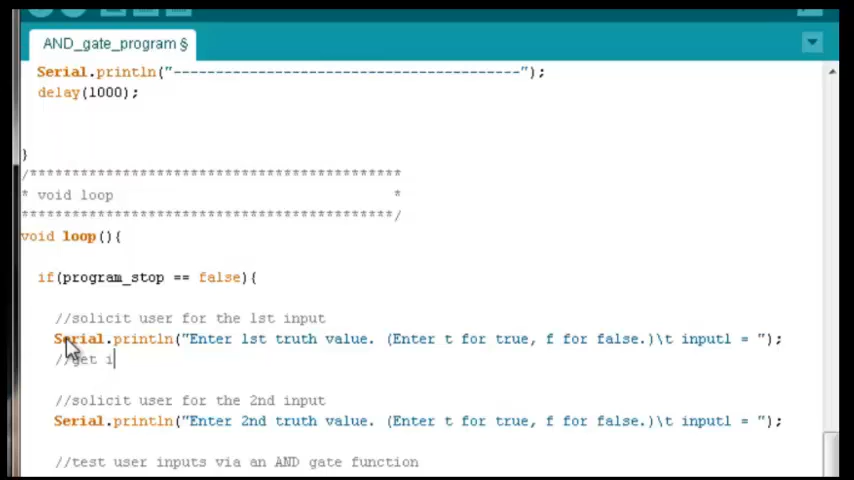 AND_gate_program §
Serial.println("-----------------------------------------");
delay(1000);
}
/********************************************
* void loop *
********************************************/
void loop(){
if(program_stop == false){
//solicit user for the 1st input
Serial.println("Enter 1st truth value. (Enter t for true, f for false.)\t input1 = ");
//get i
//solicit user for the 2nd input
Serial.println("Enter 2nd truth value. (Enter t for true, f for false.)\t input1 = ");
//test user inputs via an AND gate function